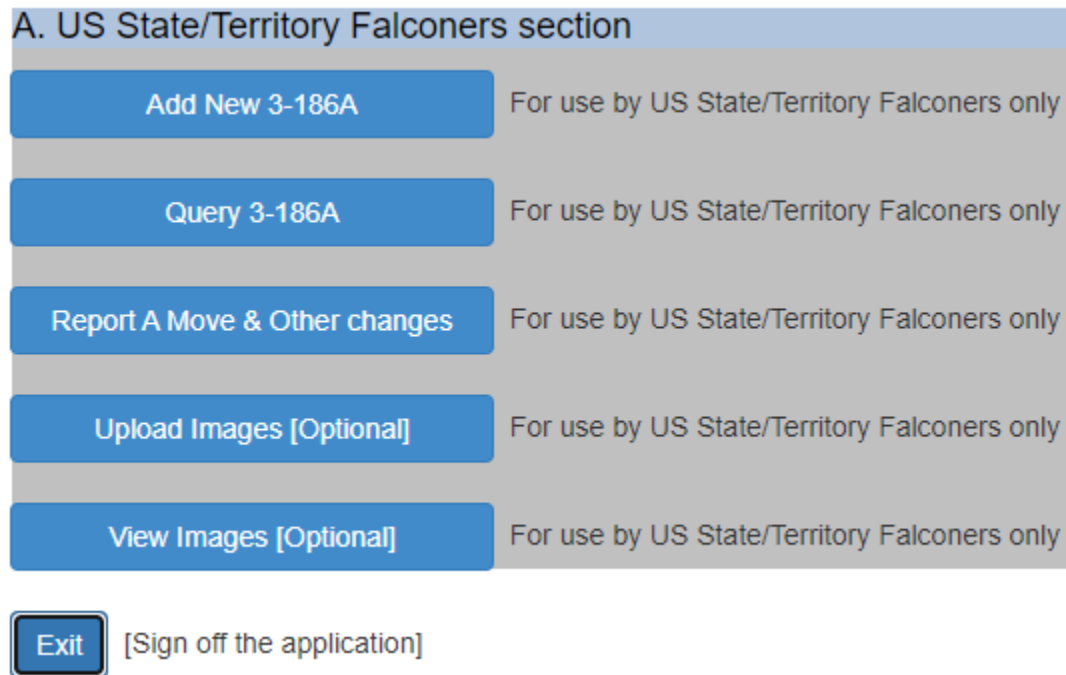 A. US State/Territory Falconers section
Add New 3-186A For use by US State/Territory Falconers only
Query 3-186A For use by US State/Territory Falconers only
Report A Move & Other changes For use by US State/Territory Falconers only
Upload Images [Optional] For use by US State/Territory Falconers only
View Images [Optional] For use by US State/Territory Falconers only
Exit [Sign off the application]